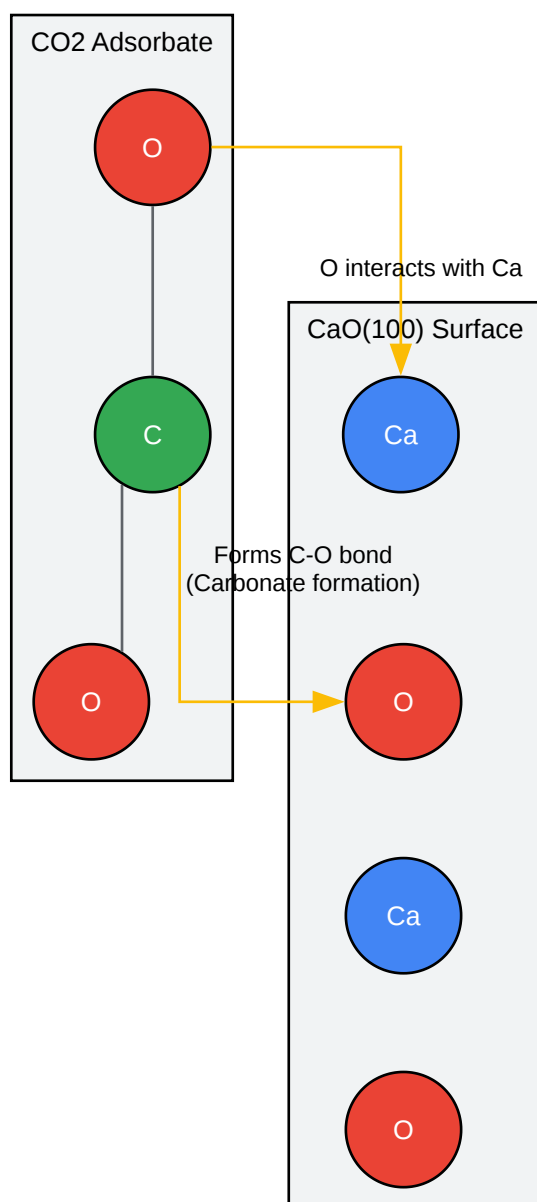 CO2 Adsorbate
O
O interacts with Ca
CaO(100) Surface
C
Ca
Forms C-O bond
(Carbonate formation)
O
O
Ca
O